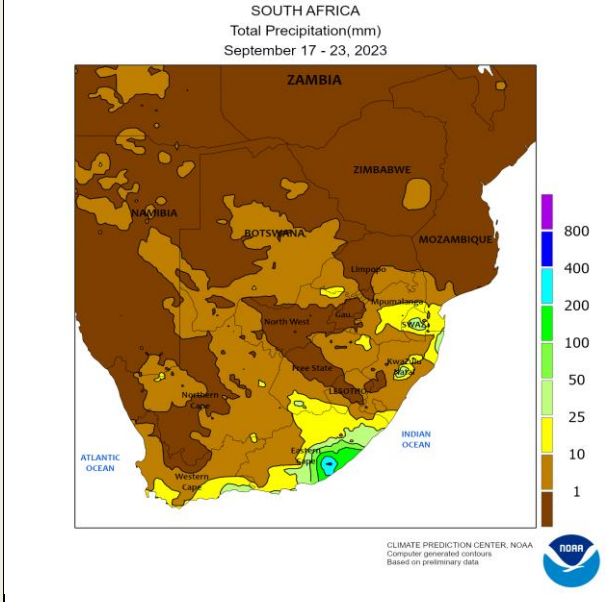 SOUTH AFRICA
Total Precipitation(mm)
September 17 - 23, 2023
ZAMBIA
ZIMBABWE
NAMIBIA
BOTSWANA
MOZAMBIQUE
Limpopo
Mpumalanga
Gau.
North West
SWAZ.
Free State
KwaZulu
Natal
LESOTHO
Northern
Cape
INDIAN
OCEAN
Eastern
Cape
ATLANTIC
OCEAN
Western
Cape
800
400
200
100
50
25
10
1
CLIMATE PREDICTION CENTER, NOAA
Computer generated contours
Based on preliminary data
NOAA